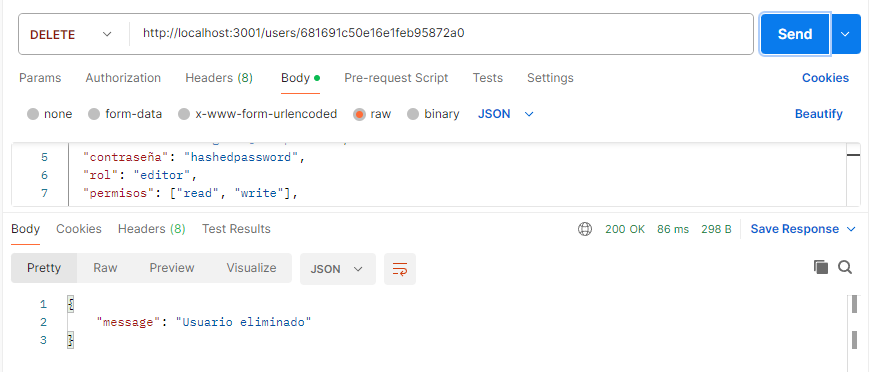 DELETE http://localhost:3001/users/681691c50e16e1feb95872a0 Send
Params Authorization Headers (8) Body Pre-request Script Tests Settings Cookies
none form-data x-www-form-urlencoded raw binary JSON Beautify
5 "contraseña": "hashedpassword",
6 "rol": "editor",
7 "permisos": ["read", "write"],
Body Cookies Headers (8) Test Results 200 OK 86 ms 298 B Save Response
Pretty Raw Preview Visualize JSON
1 {
2 "message": "Usuario eliminado"
3 }